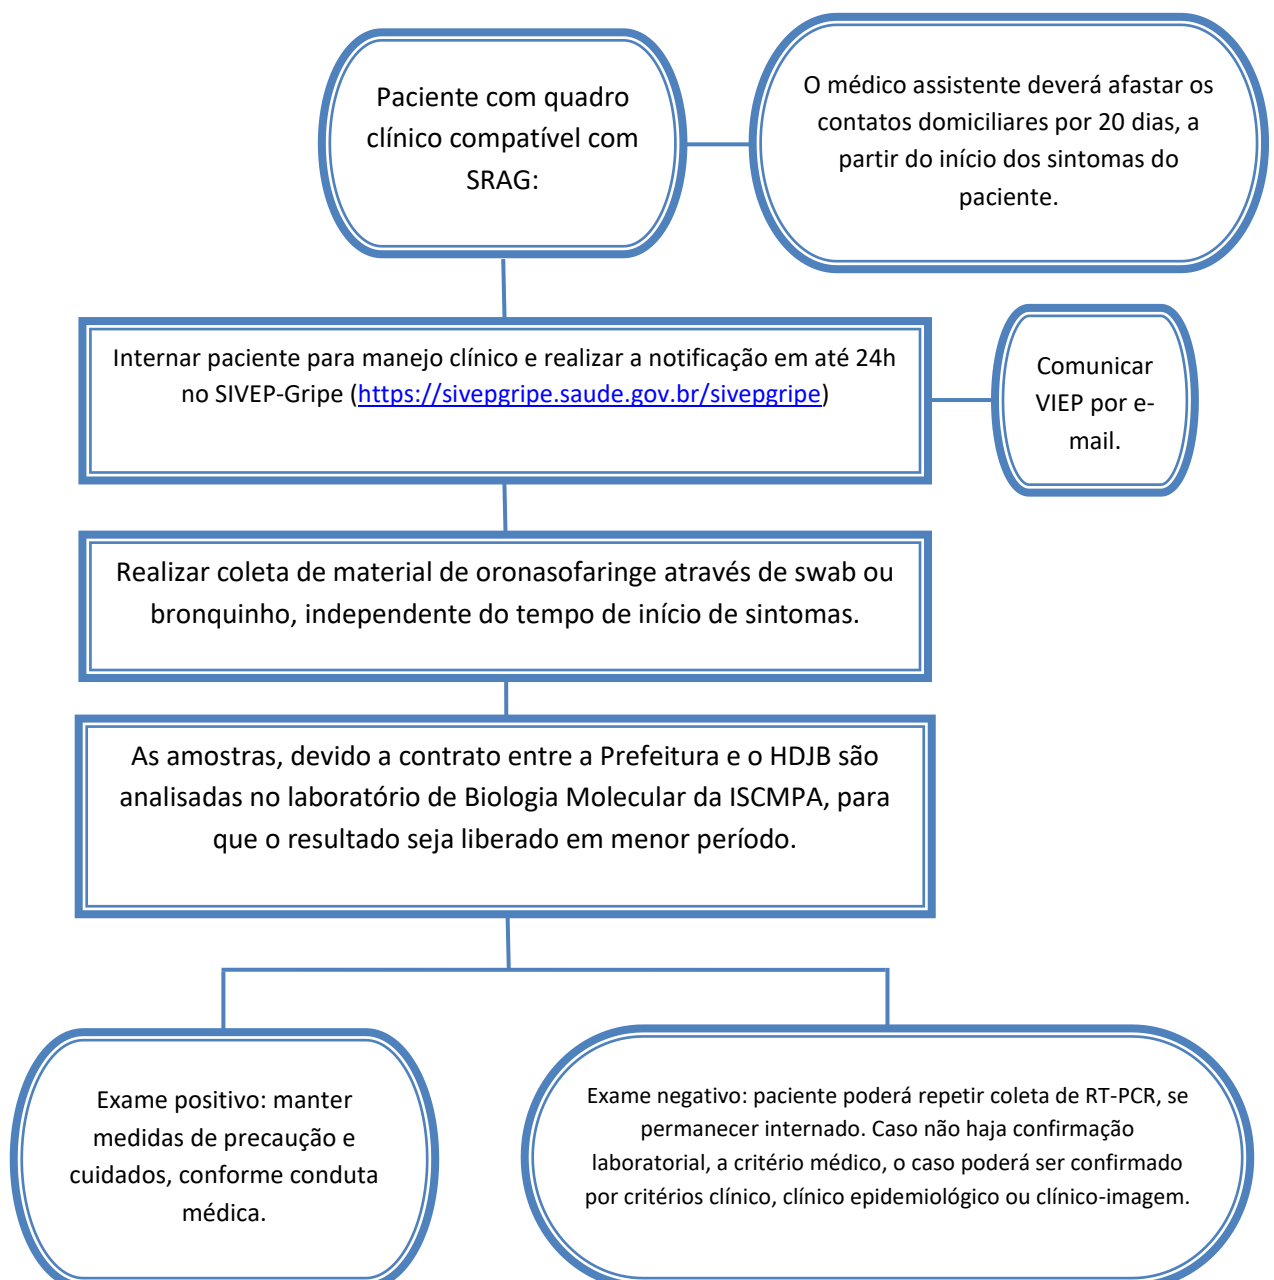 Paciente com quadro
clínico compatível com
SRAG:
O médico assistente deverá afastar os
contatos domiciliares por 20 dias, a
partir do início dos sintomas do
paciente.
Internar paciente para manejo clínico e realizar a notificação em até 24h
no SIVEP-Gripe (https://sivepgripe.saude.gov.br/sivepgripe)
Comunicar
VIEP por e-
mail.
Realizar coleta de material de oronasofaringe através de swab ou
bronquinho, independente do tempo de início de sintomas.
As amostras, devido a contrato entre a Prefeitura e o HDJB são
analisadas no laboratório de Biologia Molecular da ISCMPA, para
que o resultado seja liberado em menor período.
Exame positivo: manter
medidas de precaução e
cuidados, conforme conduta
médica.
Exame negativo: paciente poderá repetir coleta de RT-PCR, se
permanecer internado. Caso não haja confirmação
laboratorial, a critério médico, o caso poderá ser confirmado
por critérios clínico, clínico epidemiológico ou clínico-imagem.